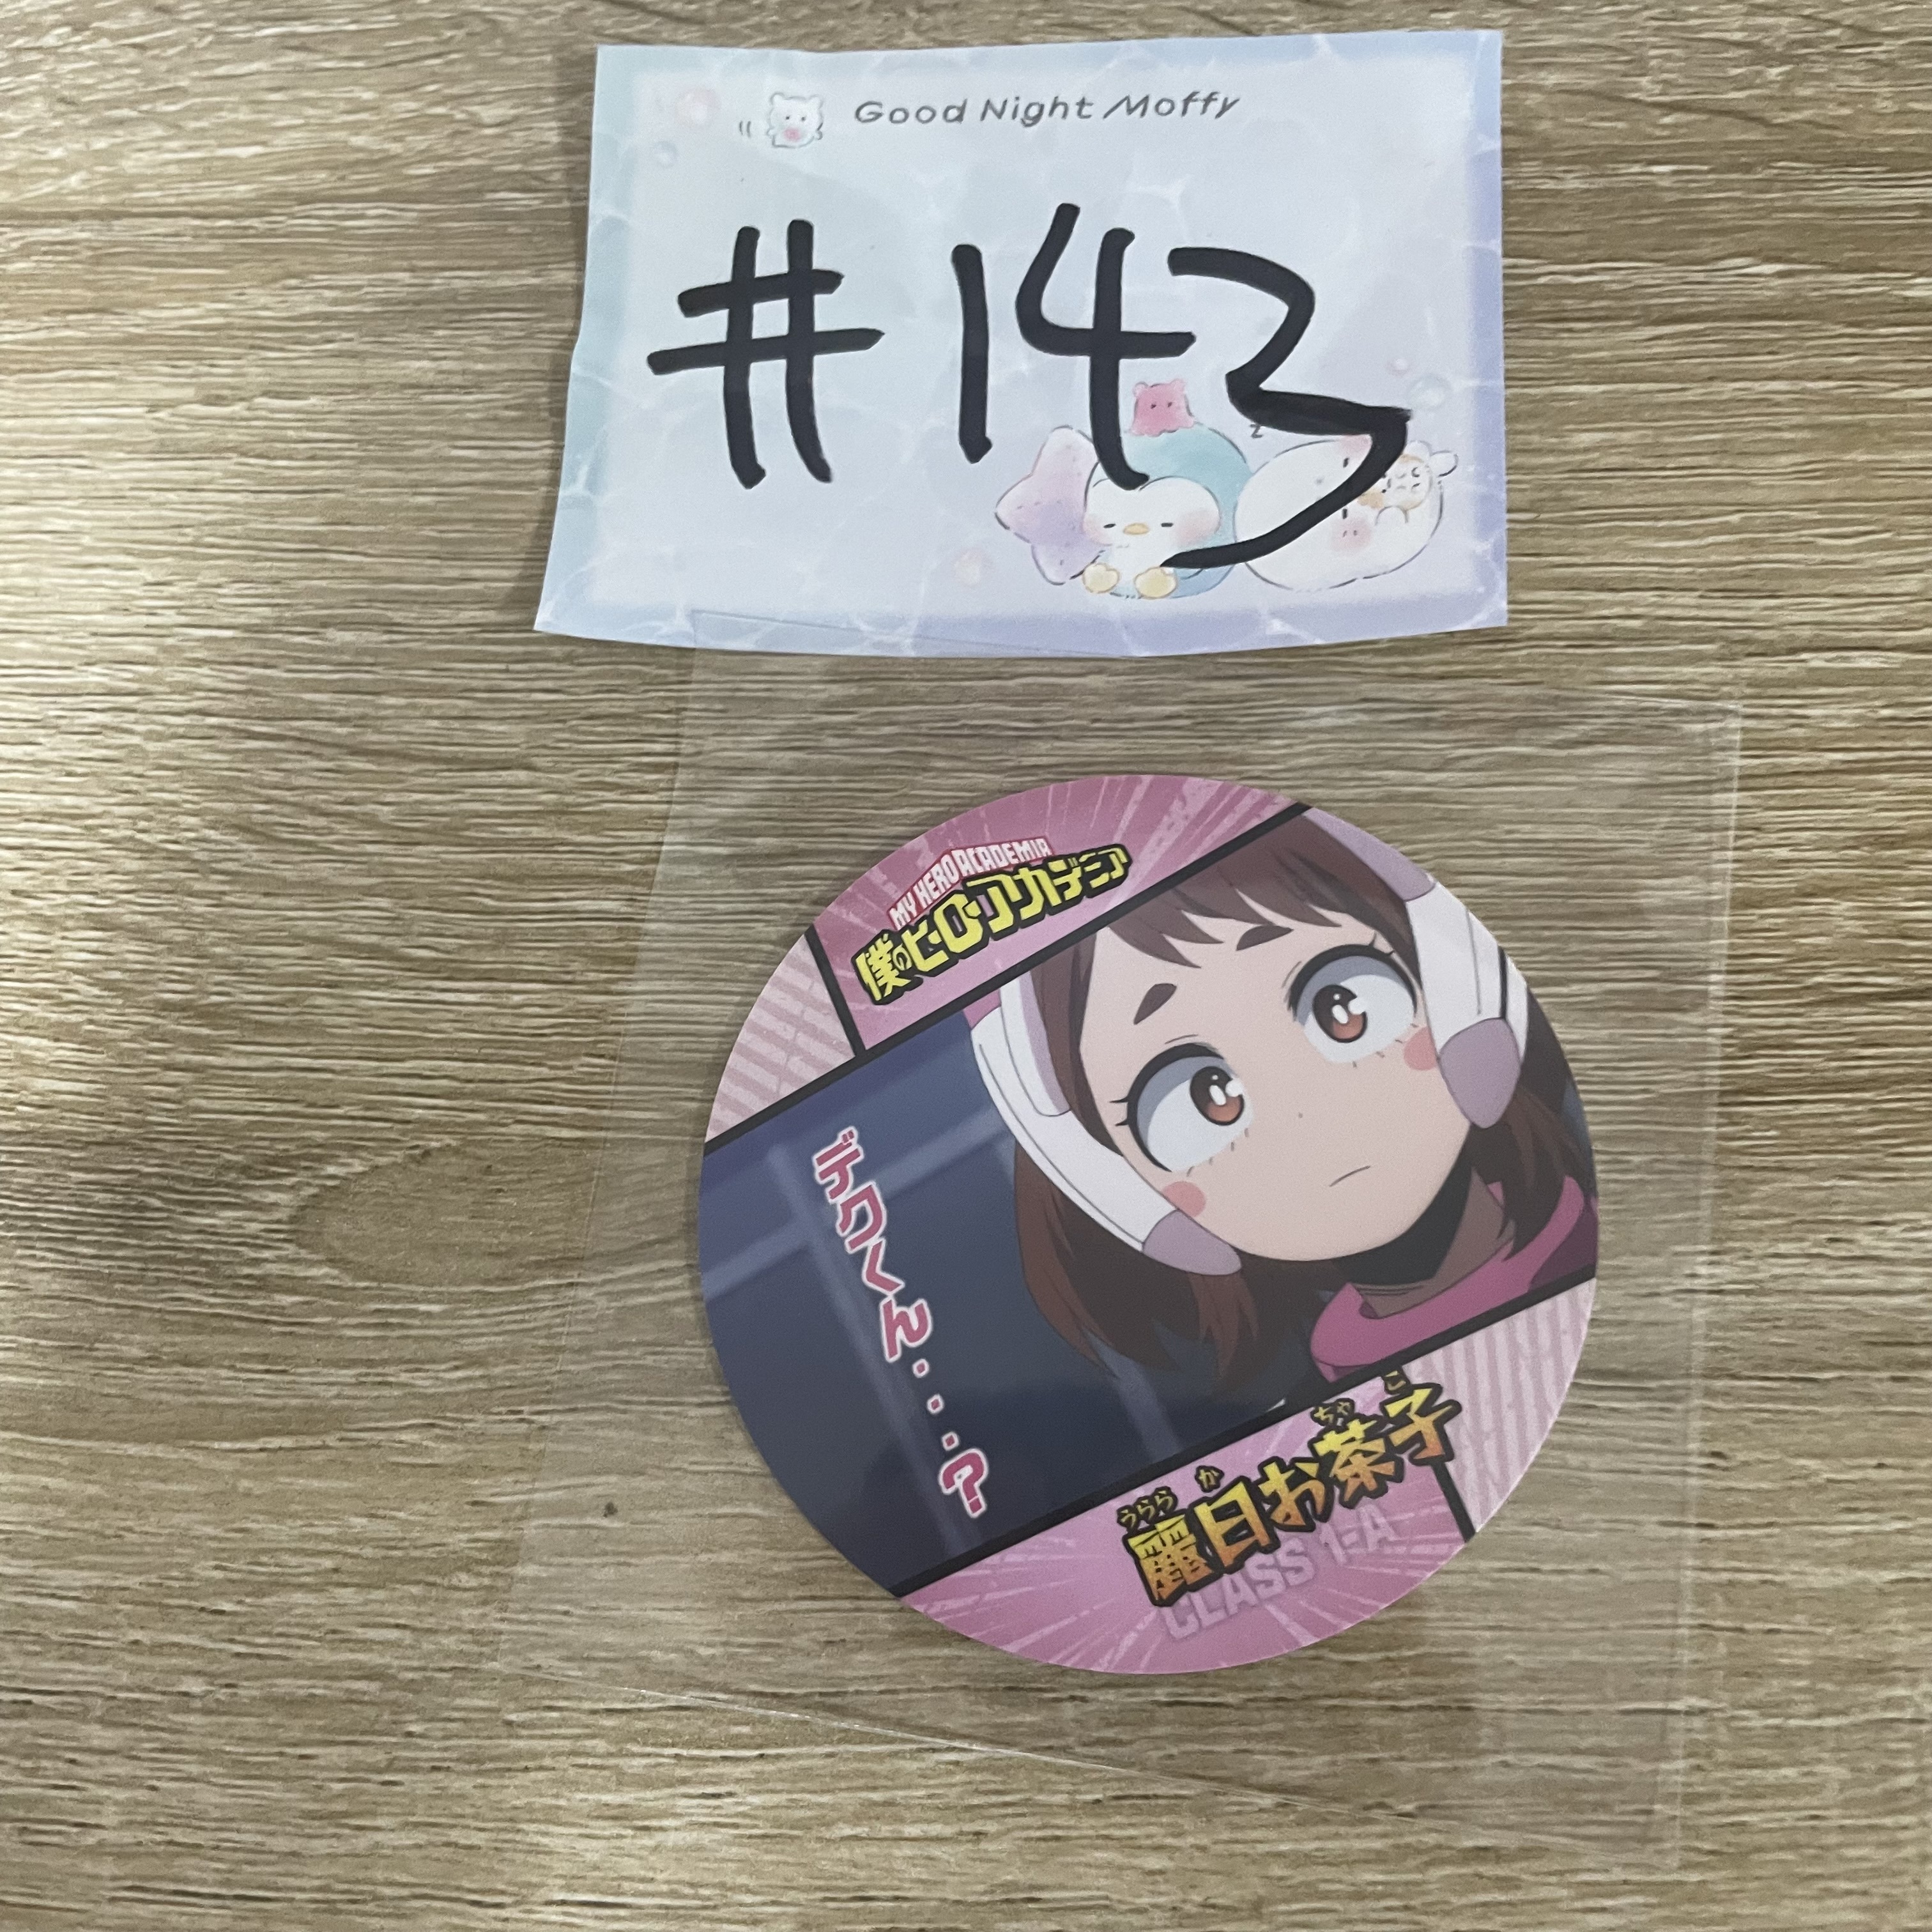 Good Night Moffy
#143
z
MY HERO ACADEMIA
僕のヒーローアカデミア
デクくん...?
うらら か ちゃ こ
麗日お茶子
CLASS 1-A